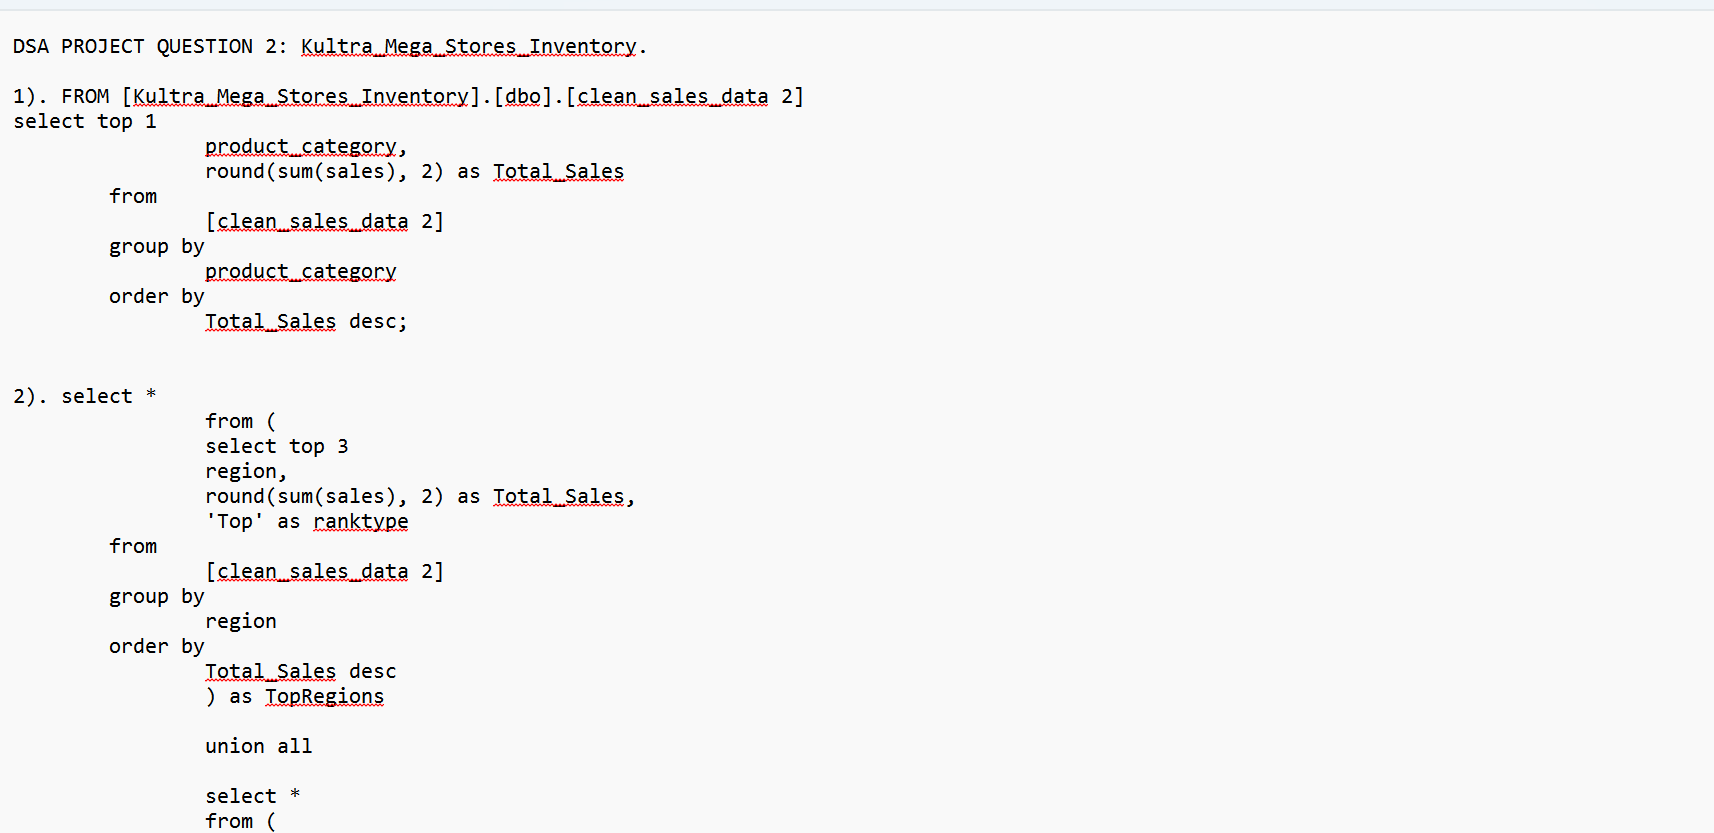 DSA PROJECT QUESTION 2: Kultra_Mega_Stores_Inventory.
1). FROM [Kultra_Mega_Stores_Inventory].[dbo].[clean_sales_data 2]
select top 1
product_category,
round(sum(sales), 2) as Total_Sales
from
[clean_sales_data 2]
group by
product_category
order by
Total_Sales desc;
2). select *
from (
select top 3
region,
round(sum(sales), 2) as Total_Sales,
'Top' as ranktype
from
[clean_sales_data 2]
group by
region
order by
Total_Sales desc
) as TopRegions
union all
select *
from (